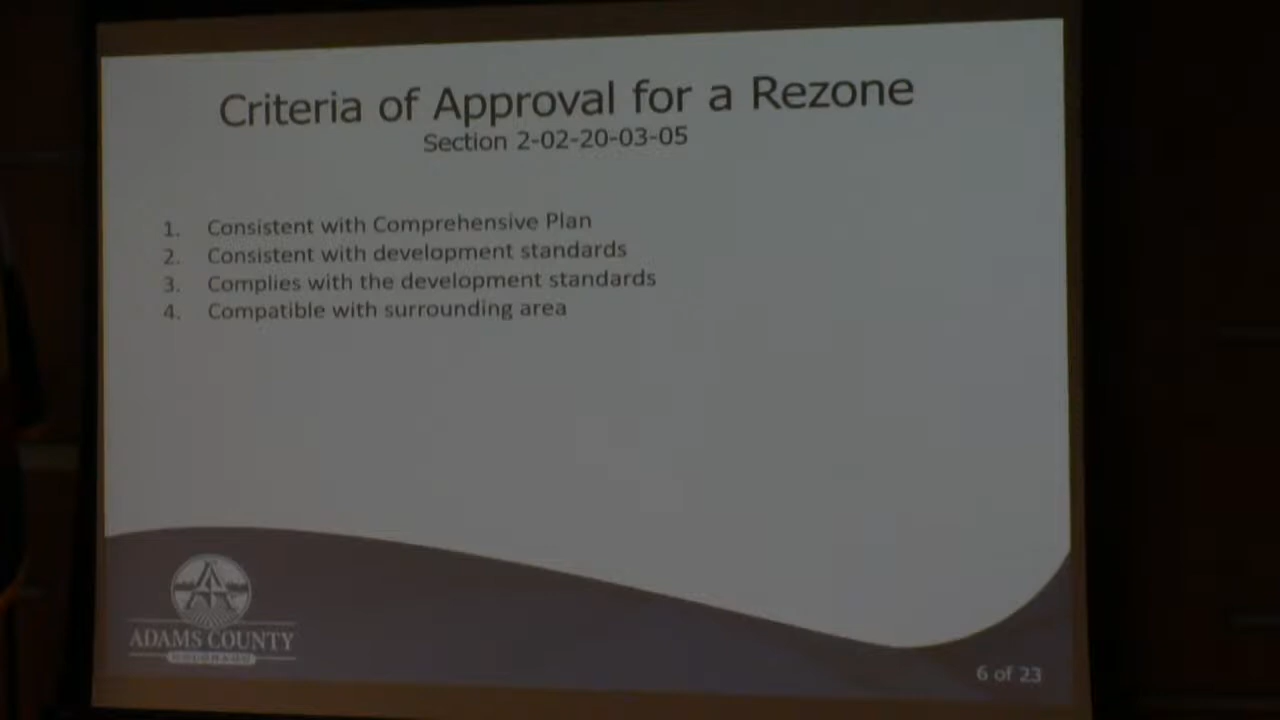 Criteria of Approval for a Rezone
Section 2-02-20-03-05
1. Consistent with Comprehensive Plan
2. Consistent with development standards
3. Complies with the development standards
4. Compatible with surrounding area
ADAMS COUNTY
COLORADO
6 of 23